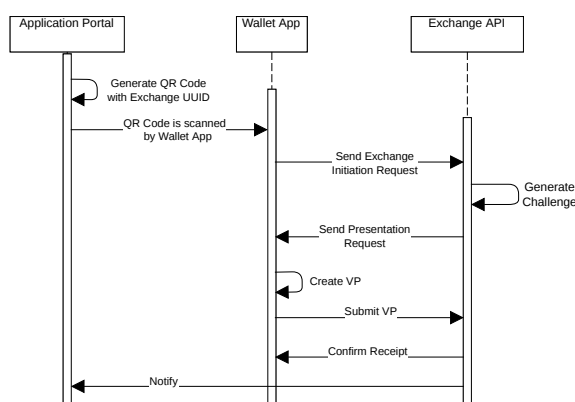 Application Portal
Wallet App
Exchange API
Generate QR Code
with Exchange UUID
QR Code is scanned
by Wallet App
Send Exchange
Initiation Request
Generate
Challenge
Send Presentation
Request
Create VP
Submit VP
Confirm Receipt
Notify